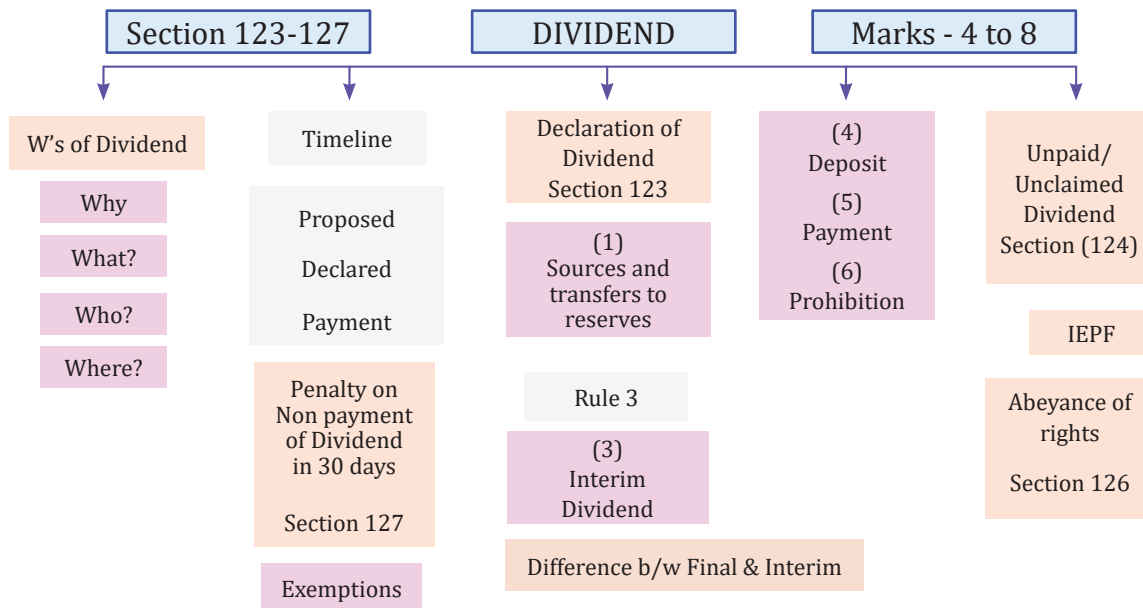 Section 123-127
DIVIDEND
Marks - 4 to 8
W's of Dividend
Why
What?
Who?
Where?
Timeline
Proposed
Declared
Payment
Penalty on
Non payment
of Dividend
in 30 days
Section 127
Exemptions
Declaration of
Dividend
Section 123
(1)
Sources and
transfers to
reserves
Rule 3
(3)
Interim
Dividend
Difference b/w Final & Interim
(4)
Deposit
(5)
Payment
(6)
Prohibition
Unpaid/
Unclaimed
Dividend
Section (124)
IEPF
Abeyance of
rights
Section 126